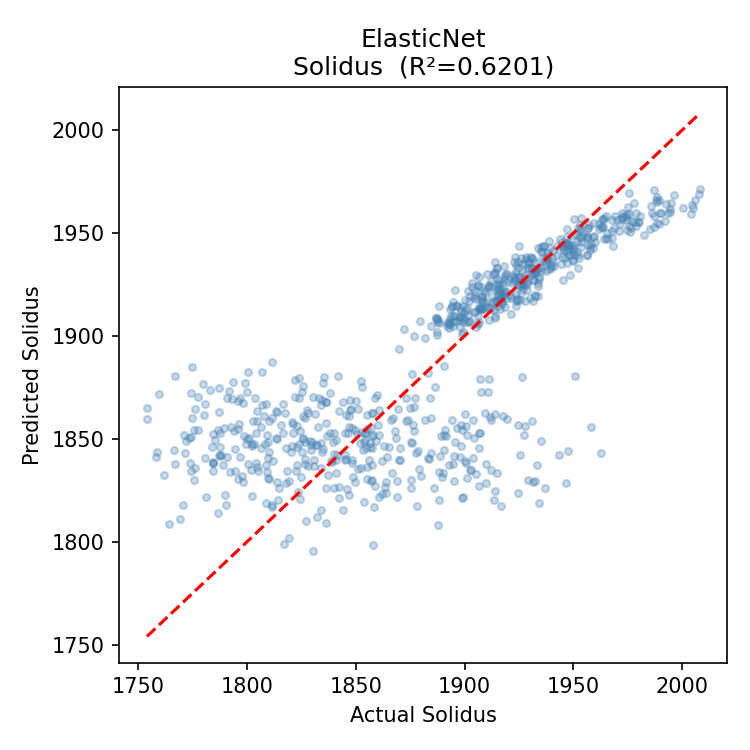 ElasticNet
Solidus  (R²=0.6201)
2000
1950
1900
1850
1800
1750
Predicted Solidus
1750 1800 1850 1900 1950 2000
Actual Solidus